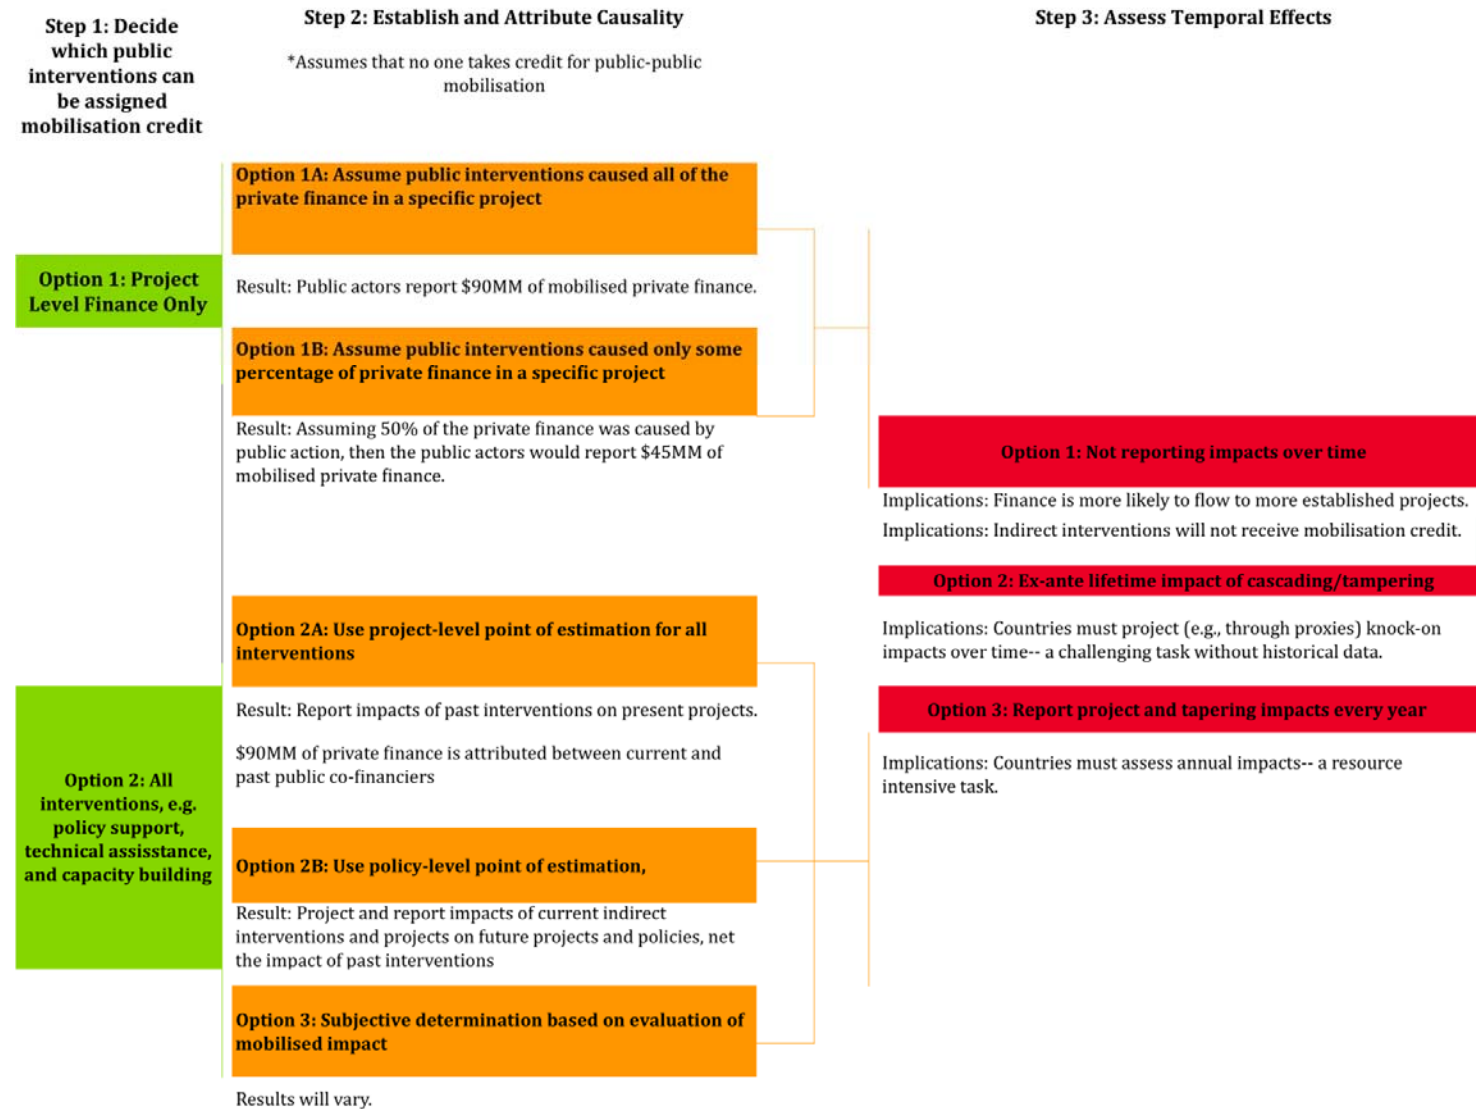 Step 1: Decide
which public
interventions can
be assigned
mobilisation credit
Step 2: Establish and Attribute Causality
*Assumes that no one takes credit for public-public
mobilisation
Step 3: Assess Temporal Effects
Option 1: Project
Level Finance Only
Option 1A: Assume public interventions caused all of the
private finance in a specific project
Result: Public actors report $90MM of mobilised private finance.
Option 1B: Assume public interventions caused only some
percentage of private finance in a specific project
Result: Assuming 50% of the private finance was caused by
public action, then the public actors would report $45MM of
mobilised private finance.
Option 2: All
interventions, e.g.
policy support,
technical assisstance,
and capacity building
Option 2A: Use project-level point of estimation for all
interventions
Result: Report impacts of past interventions on present projects.
$90MM of private finance is attributed between current and
past public co-financiers
Option 2B: Use policy-level point of estimation,
Result: Project and report impacts of current indirect
interventions and projects on future projects and policies, net
the impact of past interventions
Option 3: Subjective determination based on evaluation of
mobilised impact
Results will vary.
Option 1: Not reporting impacts over time
Implications: Finance is more likely to flow to more established projects.
Implications: Indirect interventions will not receive mobilisation credit.
Option 2: Ex-ante lifetime impact of cascading/tampering
Implications: Countries must project (e.g., through proxies) knock-on
impacts over time-- a challenging task without historical data.
Option 3: Report project and tapering impacts every year
Implications: Countries must assess annual impacts-- a resource
intensive task.